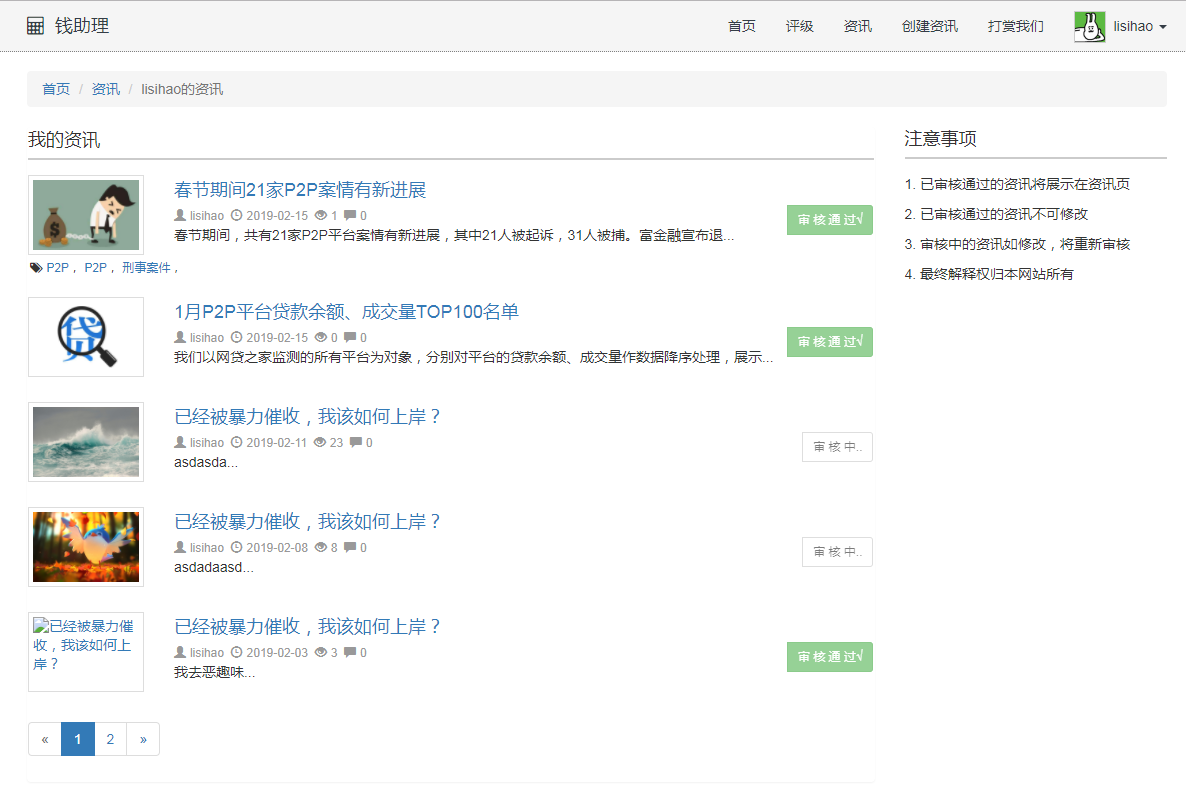 钱助理
首页 评级 资讯 创建资讯 打赏我们 lisihao
首页 / 资讯 / lisihao的资讯
我的资讯
春节期间21家P2P案情有新进展
lisihao 2019-02-15 1 0
春节期间，共有21家P2P平台案情有新进展，其中21人被起诉，31人被捕。富金融宣布退...
审核通过√
P2P， P2P， 刑事案件，
1月P2P平台贷款余额、成交量TOP100名单
lisihao 2019-02-15 0 0
我们以网贷之家监测的所有平台为对象，分别对平台的贷款余额、成交量作数据降序处理，展示...
审核通过√
贷
已经被暴力催收，我该如何上岸？
lisihao 2019-02-11 23 0
asdasda...
审核中..
已经被暴力催收，我该如何上岸？
lisihao 2019-02-08 8 0
asdadaasd...
审核中..
已经被暴力催
收，我该如何上
岸？
已经被暴力催收，我该如何上岸？
lisihao 2019-02-03 3 0
我去恶趣味...
审核通过√
« 1 2 »
注意事项
1. 已审核通过的资讯将展示在资讯页
2. 已审核通过的资讯不可修改
3. 审核中的资讯如修改，将重新审核
4. 最终解释权归本网站所有